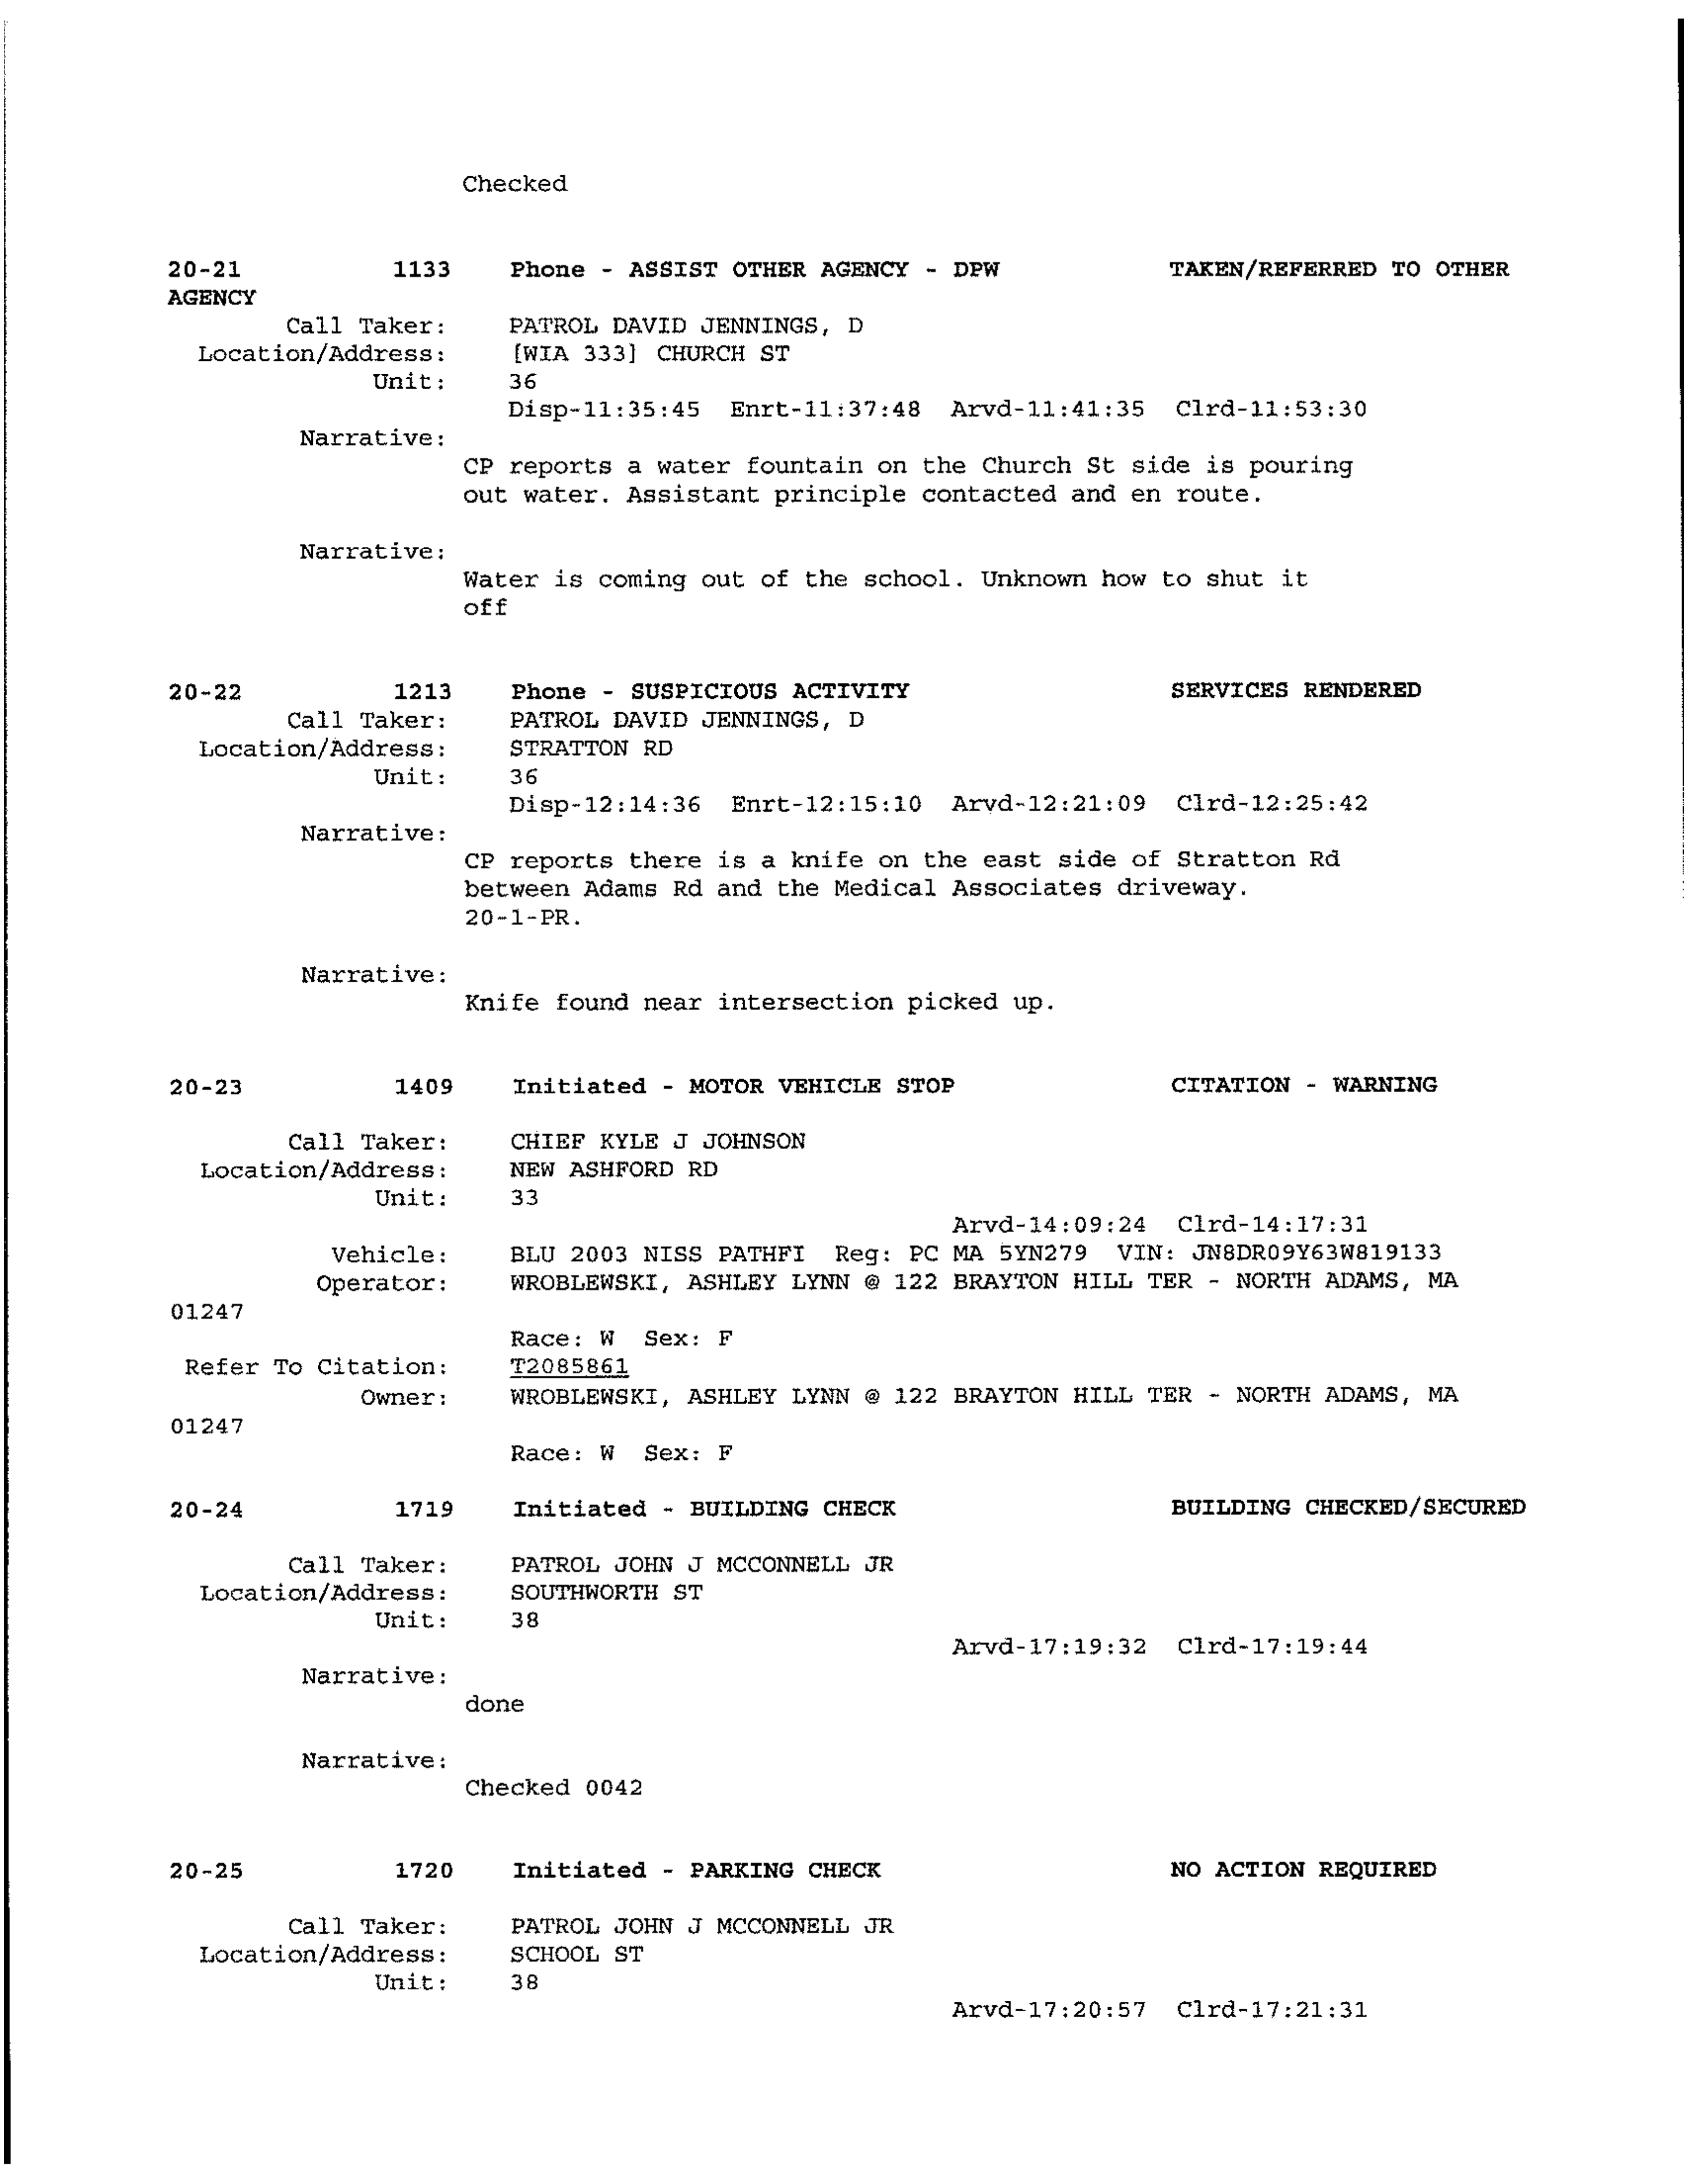 Checked
20-21 1133 Phone - ASSIST OTHER AGENCY - DPW TAKEN/REFERRED TO OTHER
AGENCY
Call Taker: PATROL DAVID JENNINGS, D
Location/Address: [WIA 333] CHURCH ST
Unit: 36
Disp-11:35:45 Enrt-11:37:48 Arvd-11:41:35 Clrd-11:53:30
Narrative:
CP reports a water fountain on the Church St side is pouring
out water. Assistant principle contacted and en route.
Narrative:
Water is coming out of the school. Unknown how to shut it
off
20-22 1213 Phone - SUSPICIOUS ACTIVITY SERVICES RENDERED
Call Taker: PATROL DAVID JENNINGS, D
Location/Address: STRATTON RD
Unit: 36
Disp-12:14:36 Enrt-12:15:10 Arvd-12:21:09 Clrd-12:25:42
Narrative:
CP reports there is a knife on the east side of Stratton Rd
between Adams Rd and the Medical Associates driveway.
20-1-PR.
Narrative:
Knife found near intersection picked up.
20-23 1409 Initiated - MOTOR VEHICLE STOP CITATION - WARNING
Call Taker: CHIEF KYLE J JOHNSON
Location/Address: NEW ASHFORD RD
Unit: 33
Arvd-14:09:24 Clrd-14:17:31
Vehicle: BLU 2003 NISS PATHFI Reg: PC MA 5YN279 VIN: JN8DR09Y63W819133
Operator: WROBLEWSKI, ASHLEY LYNN @ 122 BRAYTON HILL TER - NORTH ADAMS, MA
01247
Race: W Sex: F
Refer To Citation: T2085861
Owner: WROBLEWSKI, ASHLEY LYNN @ 122 BRAYTON HILL TER - NORTH ADAMS, MA
01247
Race: W Sex: F
20-24 1719 Initiated - BUILDING CHECK BUILDING CHECKED/SECURED
Call Taker: PATROL JOHN J MCCONNELL JR
Location/Address: SOUTHWORTH ST
Unit: 38
Arvd-17:19:32 Clrd-17:19:44
Narrative:
done
Narrative:
Checked 0042
20-25 1720 Initiated - PARKING CHECK NO ACTION REQUIRED
Call Taker: PATROL JOHN J MCCONNELL JR
Location/Address: SCHOOL ST
Unit: 38
Arvd-17:20:57 Clrd-17:21:31